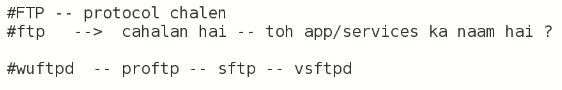 #FTP -- protocol chalen
#ftp   -->  cahalan hai -- toh app/services ka naam hai ?
#wuftpd  -- proftp -- sftp -- vsftpd